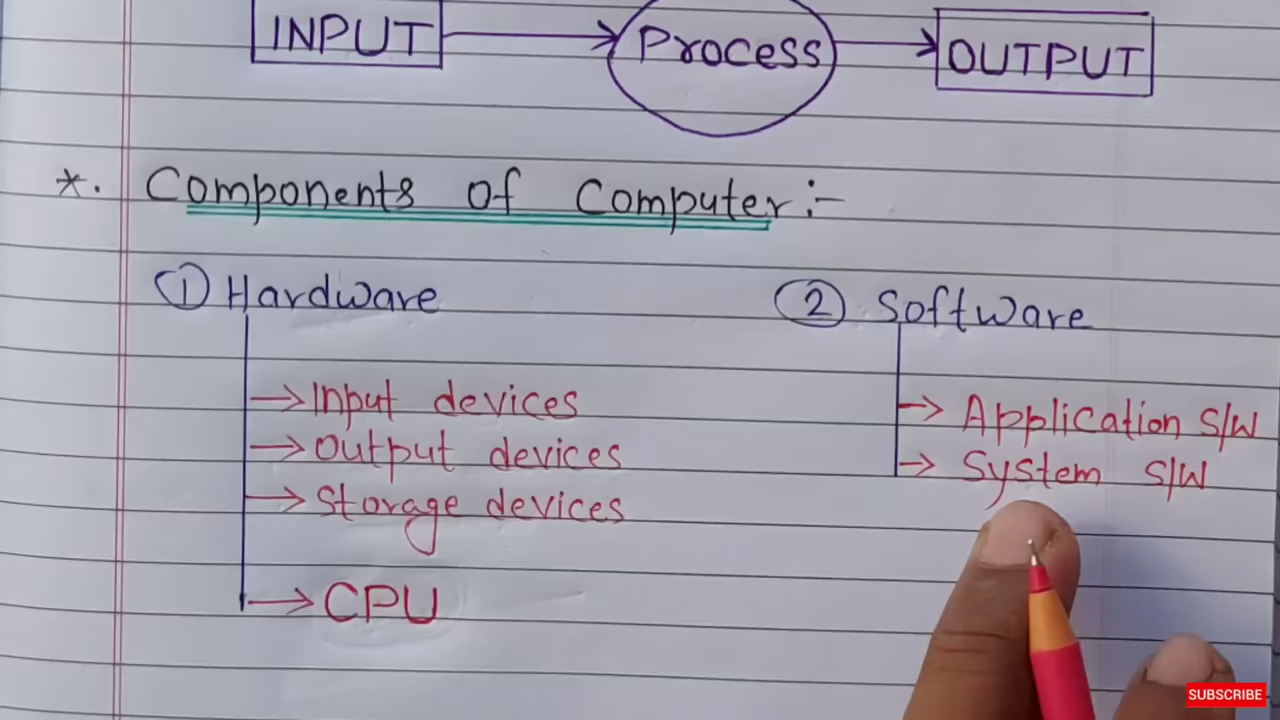 INPUT Process OUTPUT
*. Components of Computer:-
① Hardware
→ Input devices
→ Output devices
→ Storage devices
→ CPU
② Software
→ Application S/W
→ System S/W
SUBSCRIBE